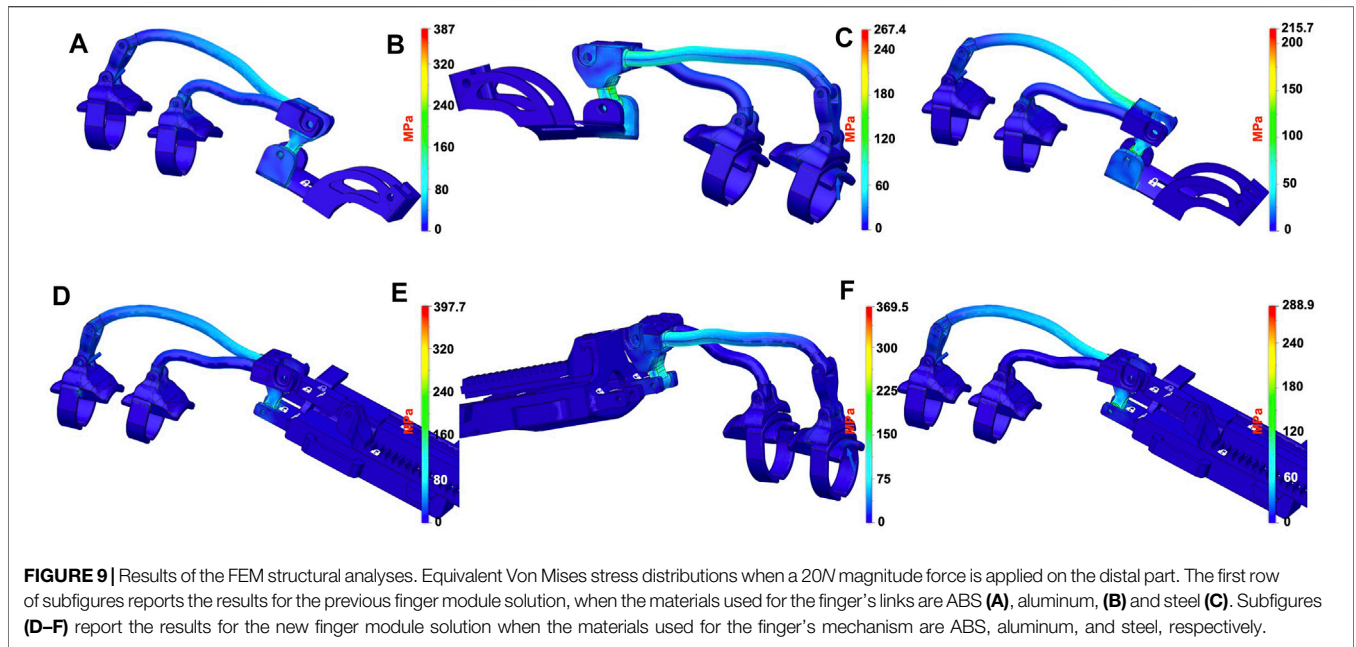 A
387
320
240
160
80
0
MPa
B
267.4
240
180
120
60
0
MPa
C
215.7
200
150
100
50
0
MPa
D
397.7
320
240
160
80
0
MPa
E
369.5
300
225
150
75
0
MPa
F
288.9
240
180
120
60
0
MPa
FIGURE 9 | Results of the FEM structural analyses. Equivalent Von Mises stress distributions when a 20N magnitude force is applied on the distal part. The first row
of subfigures reports the results for the previous finger module solution, when the materials used for the finger's links are ABS (A), aluminum, (B) and steel (C). Subfigures
(D–F) report the results for the new finger module solution when the materials used for the finger's mechanism are ABS, aluminum, and steel, respectively.